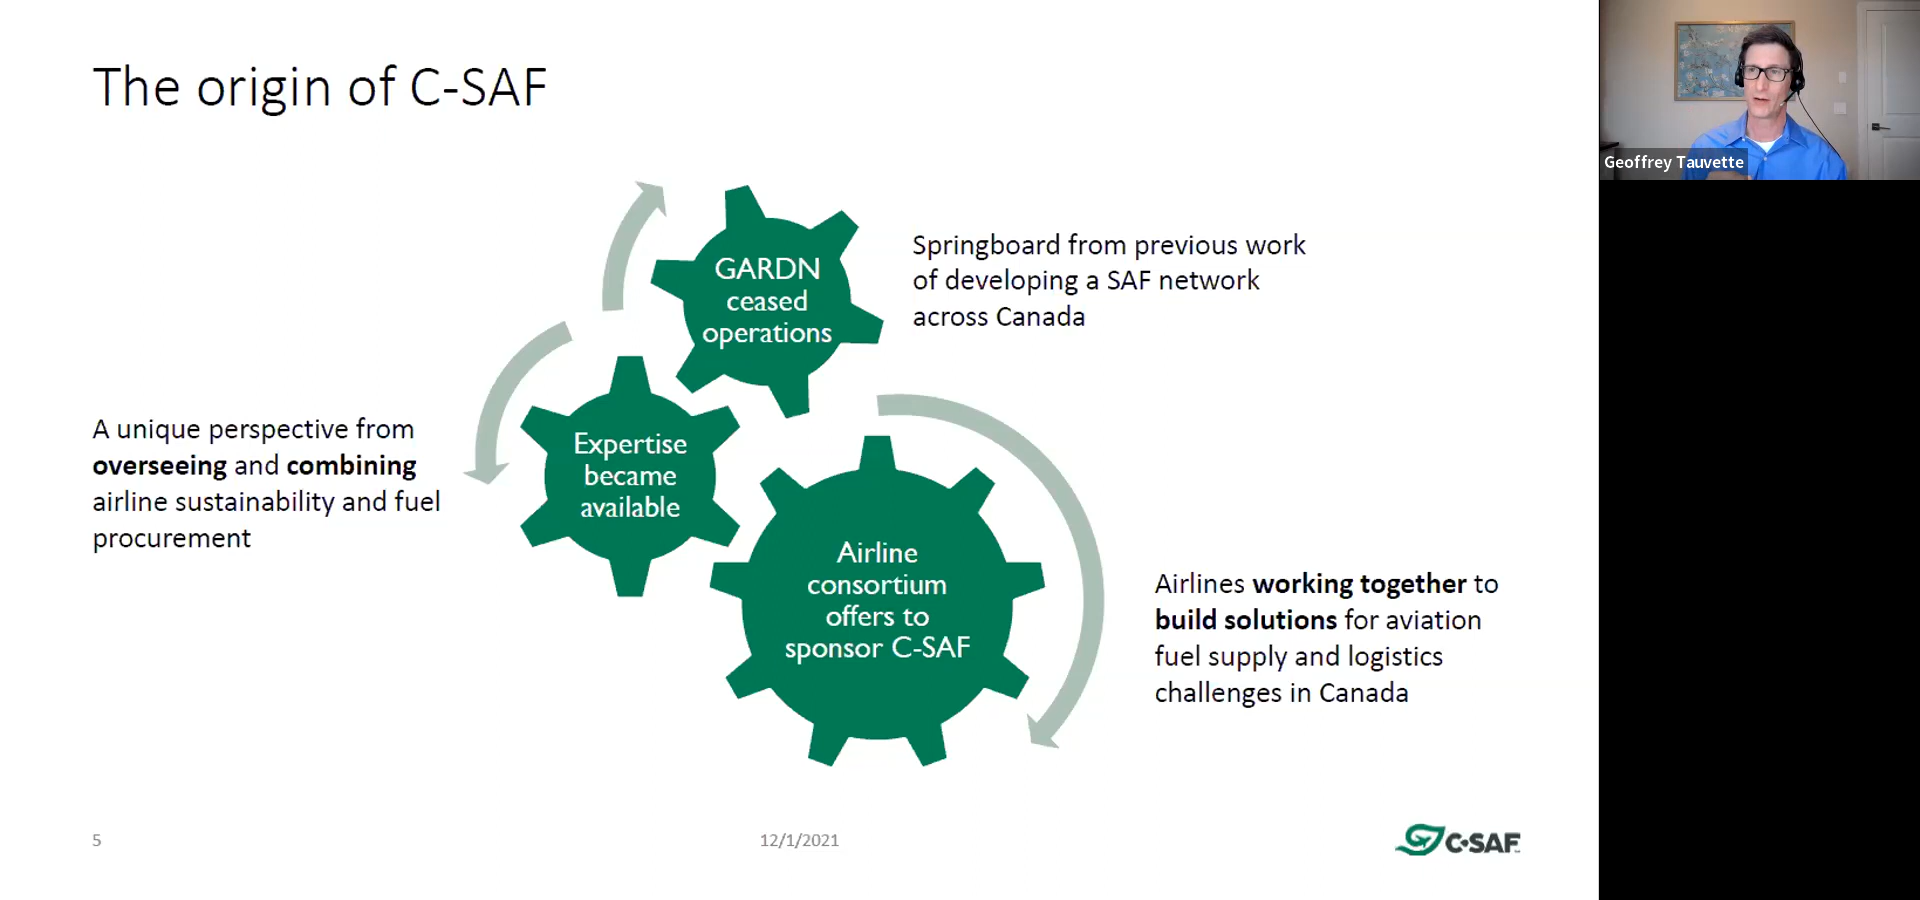 The origin of C-SAF
GARDN
ceased
operations
Springboard from previous work
of developing a SAF network
across Canada
A unique perspective from
overseeing and combining
airline sustainability and fuel
procurement
Expertise
became
available
Airline
consortium
offers to
sponsor C-SAF
Airlines working together to
build solutions for aviation
fuel supply and logistics
challenges in Canada
5
12/1/2021
C-SAF
Geoffrey Tauvette